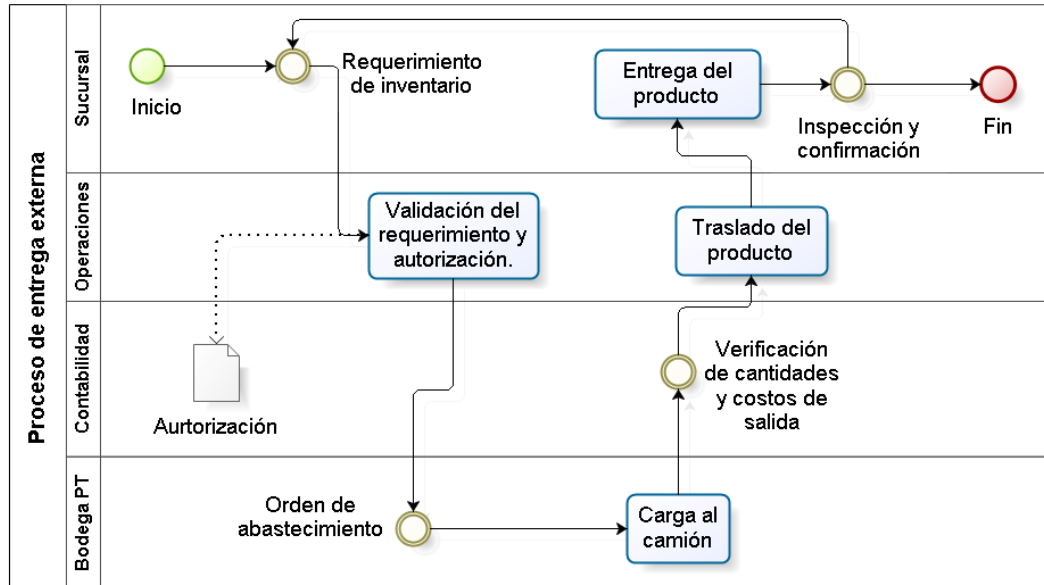 Proceso de entrega externa
Sucursal
Inicio
Requerimiento
de inventario
Entrega del
producto
Inspección y
confirmación
Fin
Operaciones
Validación del
requerimiento y
autorización.
Traslado del
producto
Contabilidad
Aurtorización
Verificación
de cantidades
y costos de
salida
Bodega PT
Orden de
abastecimiento
Carga al
camión